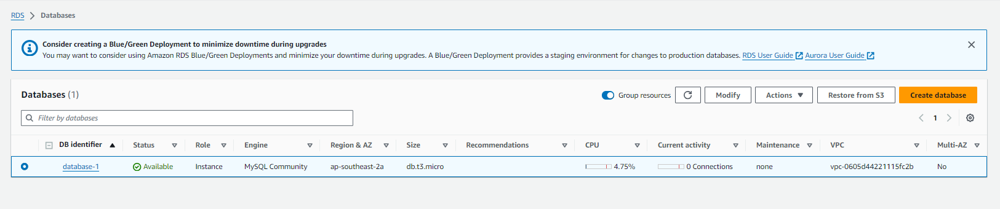 RDS > Databases
Consider creating a Blue/Green Deployment to minimize downtime during upgrades
You may want to consider using Amazon RDS Blue/Green Deployments and minimize your downtime during upgrades. A Blue/Green Deployment provides a staging environment for changes to production databases. RDS User Guide Aurora User Guide
Databases (1)
Group resources Modify Actions Restore from S3 Create database
Filter by databases
1
DB identifier Status Role Engine Region & AZ Size Recommendations CPU Current activity Maintenance VPC Multi-AZ
database-1 Available Instance MySQL Community ap-southeast-2a db.t3.micro 4.75% 0 Connections none vpc-0605d44221115fc2b No